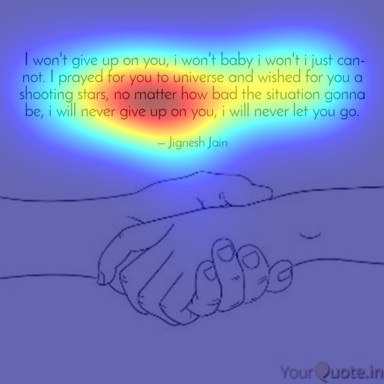 I won't give up on you, i won't baby i won't i just can-
not. I prayed for you to universe and wished for you a
shooting stars, no matter how bad the situation gonna
be, i will never give up on you, i will never let you go.
– Jignesh Jain
YourQuote.in